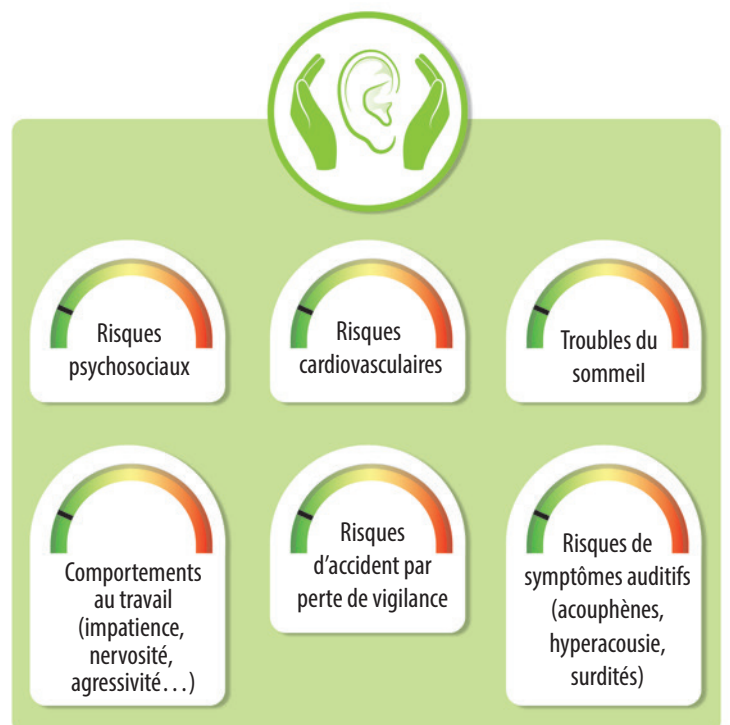 Risques
psychosociaux
Risques
cardiovasculaires
Troubles du
sommeil
Comportements
au travail
(impatience,
nervosité,
agressivité…)
Risques
d’accident par
perte de vigilance
Risques de
symptômes auditifs
(acouphènes,
hyperacousie,
surdités)